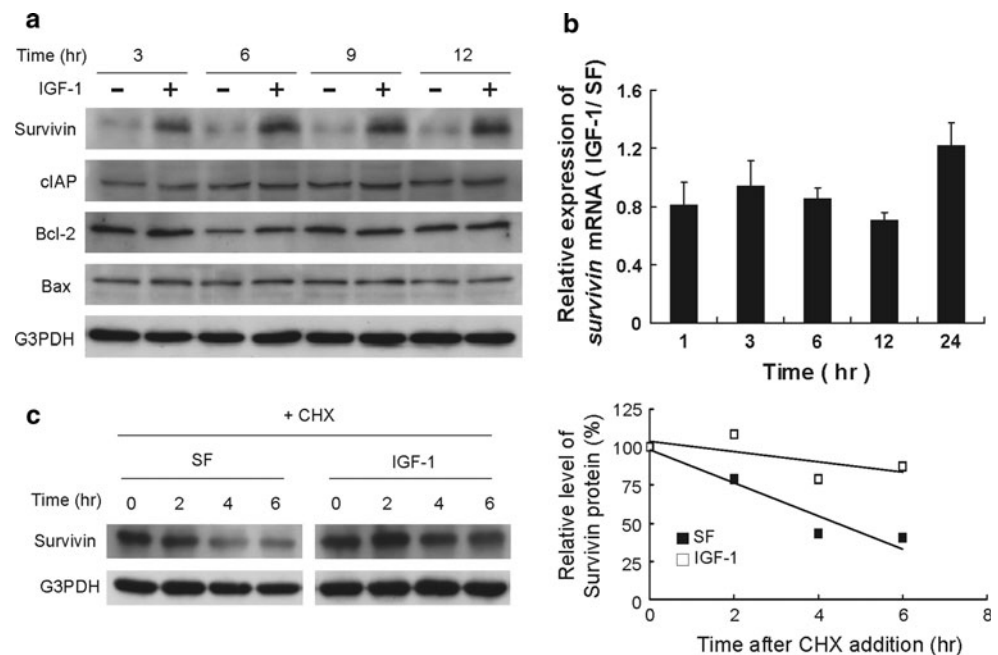 a
Time (hr) 3 6 9 12
IGF-1 - + - + - + - +
Survivin
cIAP
Bcl-2
Bax
G3PDH
b
Relative expression of
survivin mRNA ( IGF-1/ SF)
1.6
1.2
0.8
0.4
0
1 3 6 12 24
Time ( hr )
c
+ CHX
SF IGF-1
Time (hr) 0 2 4 6 0 2 4 6
Survivin
G3PDH
Relative level of
Survivin protein (%)
125
100
75
50
25
0
SF
IGF-1
0 2 4 6 8
Time after CHX addition (hr)